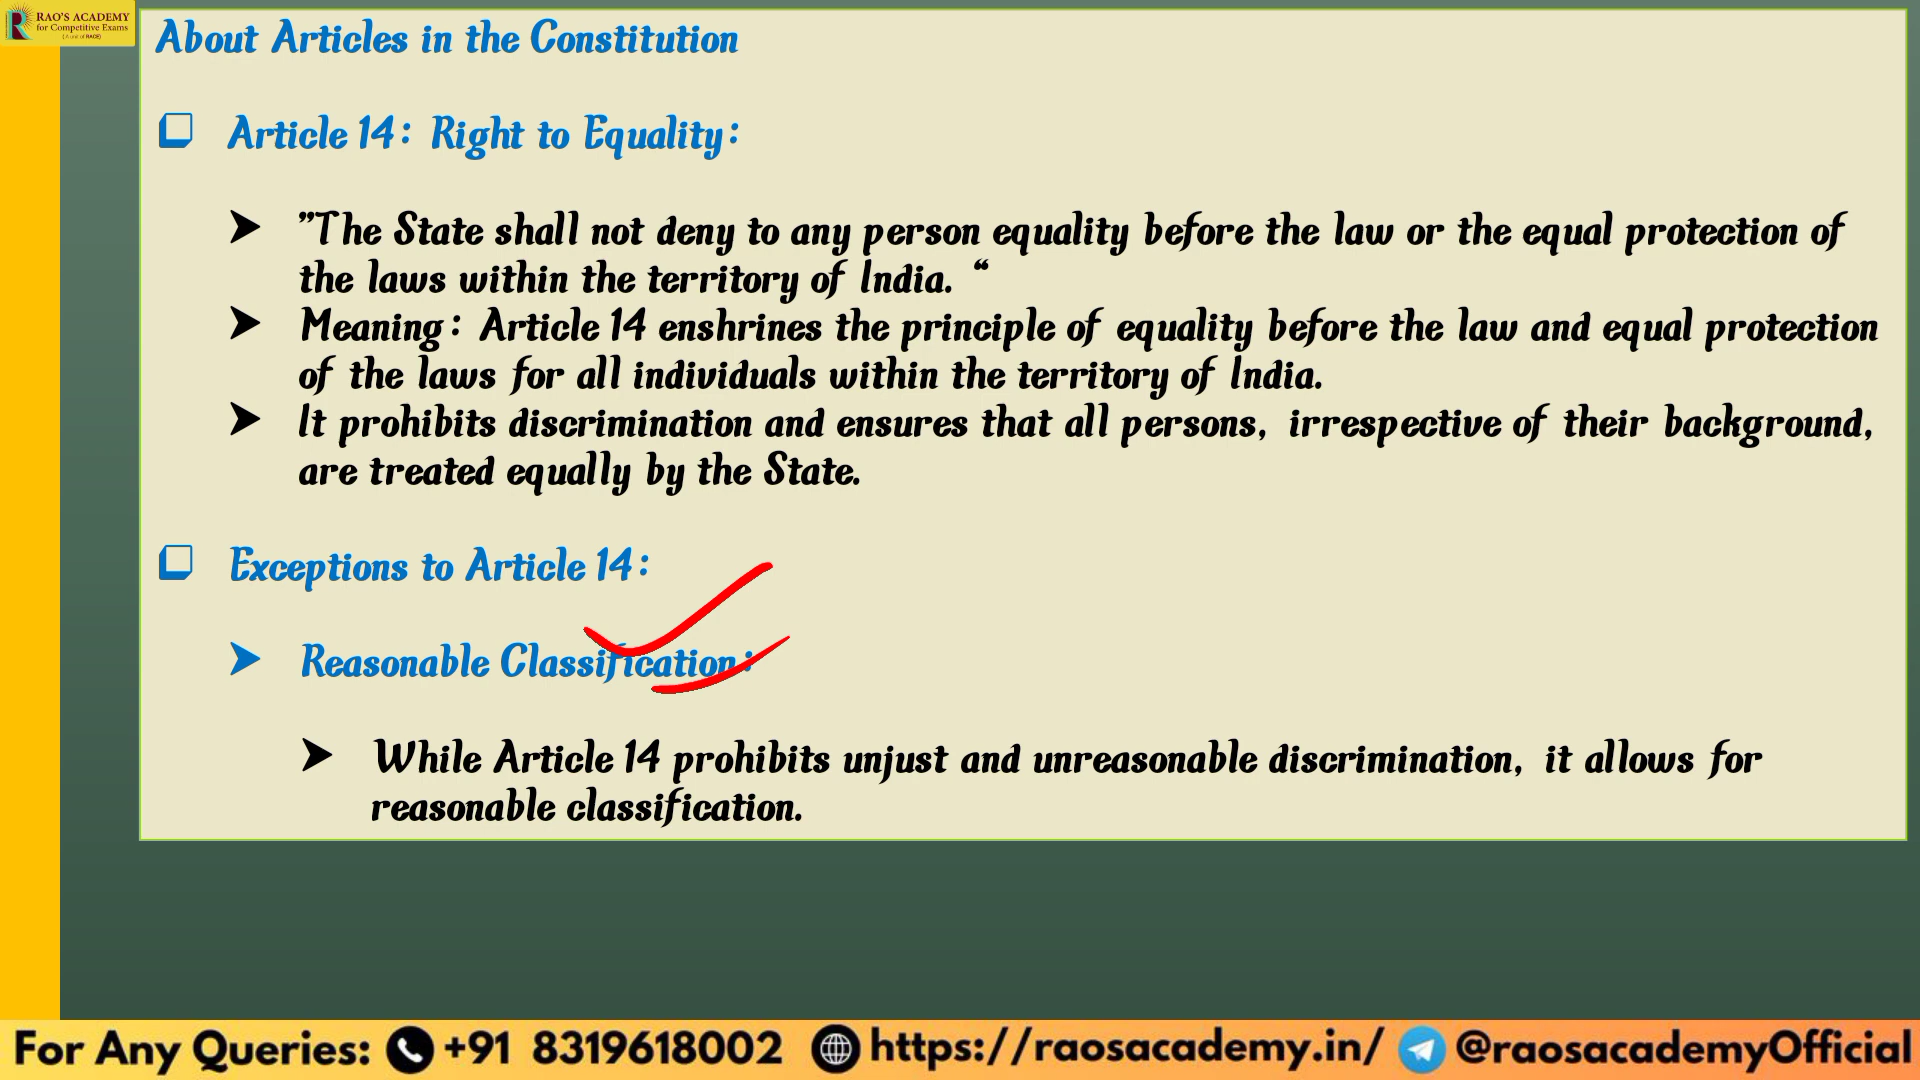 RAO'S ACADEMY
for Competitive Exams
(A unit of RACE)
About Articles in the Constitution
❑ Article 14: Right to Equality:
➤ "The State shall not deny to any person equality before the law or the equal protection of
the laws within the territory of India. “
➤ Meaning: Article 14 enshrines the principle of equality before the law and equal protection
of the laws for all individuals within the territory of India.
➤ It prohibits discrimination and ensures that all persons, irrespective of their background,
are treated equally by the State.
❑ Exceptions to Article 14:
➤ Reasonable Classification:
➤ While Article 14 prohibits unjust and unreasonable discrimination, it allows for
reasonable classification.
For Any Queries: +91 8319618002 https://raosacademy.in/ @raosacademyOfficial